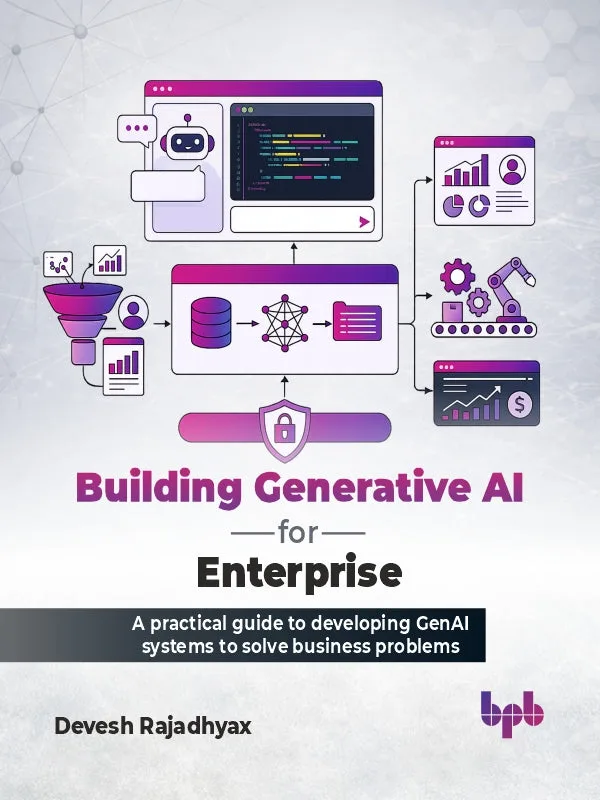 Building Generative AI
for
Enterprise
A practical guide to developing GenAI
systems to solve business problems
Devesh Rajadhyax
bpb